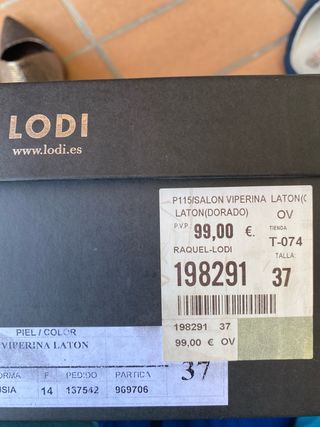 LODI
www.lodi.es
P115/SALON VIPERINA LATON(
LATON(DORADO) OV
P.V.P. 99,00 €. TIENDA
T-074
RAQUEL-LODI TALLA:
198291 37
198291 37
99,00 € OV
PIEL / COLOR
VIPERINA LATON
37
ORMA F PEDIDO PARTIDA
USIA 14 137542 969706